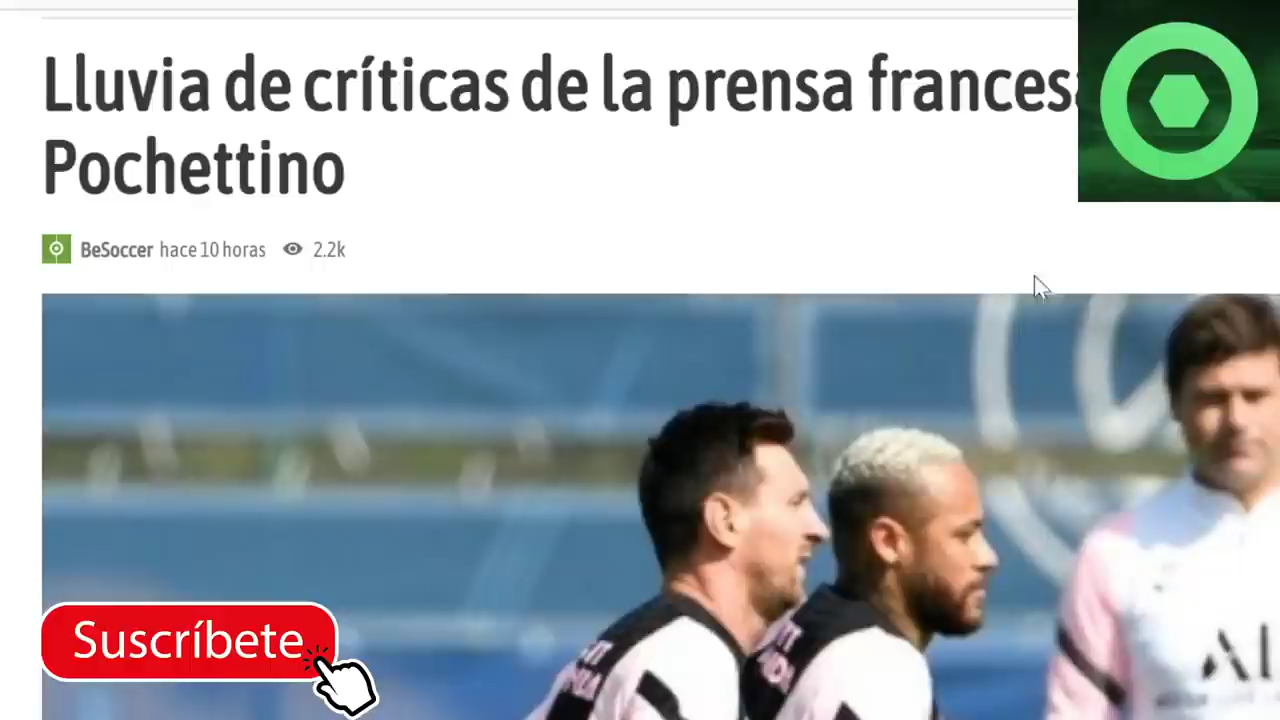 Lluvia de críticas de la prensa frances
Pochettino
BeSoccer hace 10 horas 2.2k
Suscríbete